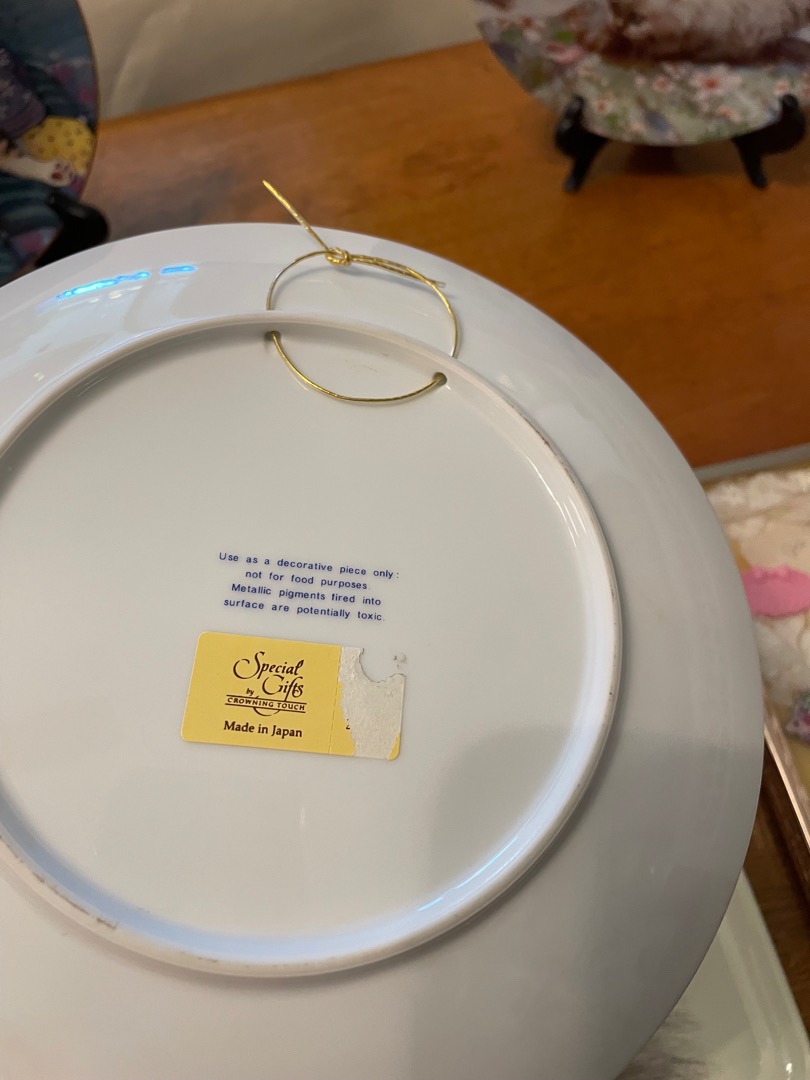 Use as a decorative piece only:
not for food purposes.
Metallic pigments fired into
surface are potentially toxic.
Special
Gifts
by
CROWNING TOUCH
Made in Japan